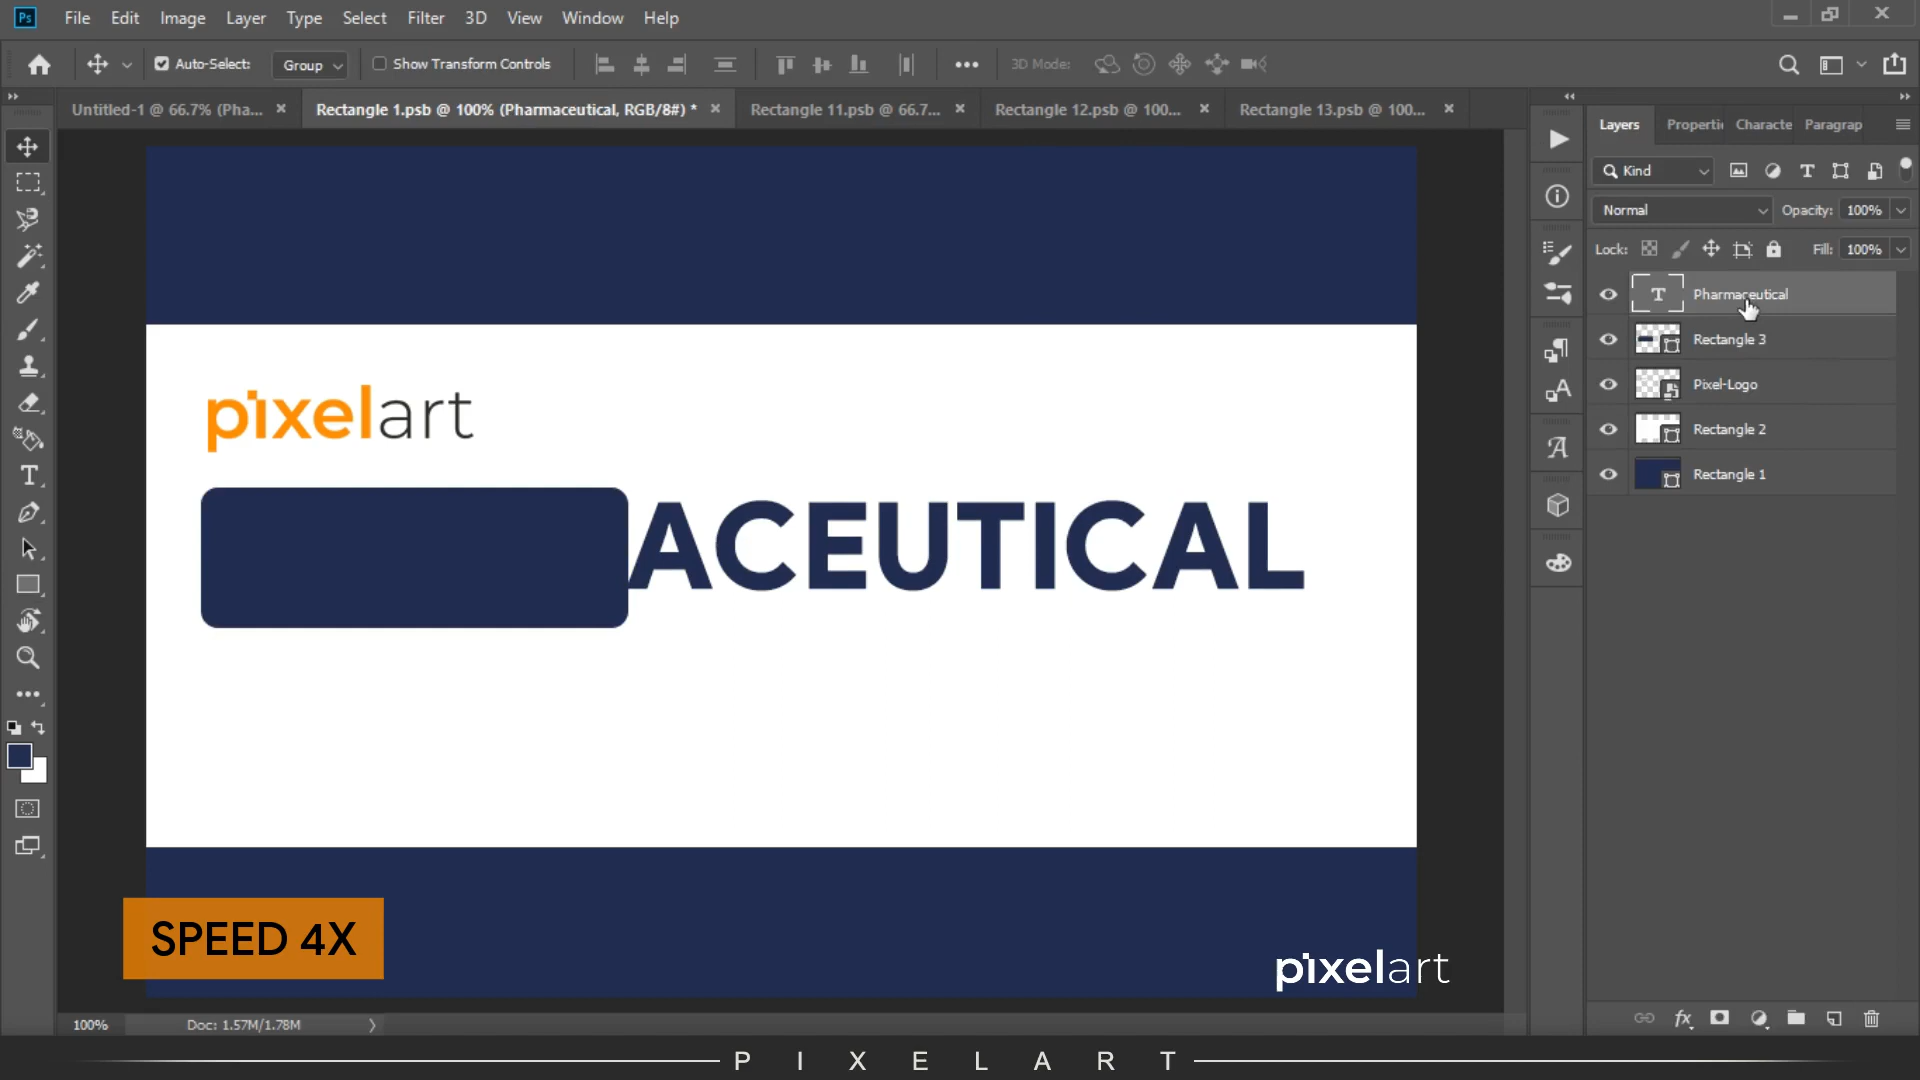 Ps File Edit Image Layer Type Select Filter 3D View Window Help
Auto-Select: Group Show Transform Controls 3D Mode:
Untitled-1 @ 66.7% (Pha... Rectangle 1.psb @ 100% (Pharmaceutical, RGB/8#) * Rectangle 11.psb @ 66.7... Rectangle 12.psb @ 100... Rectangle 13.psb @ 100...
Layers Properti Characte Paragrap
Kind
Normal Opacity: 100%
Lock: Fill: 100%
Pharmaceutical
Rectangle 3
Pixel-Logo
Rectangle 2
Rectangle 1
pixelart
ACEUTICAL
SPEED 4X
pixelart
100% Doc: 1.57M/1.78M
PIXELART